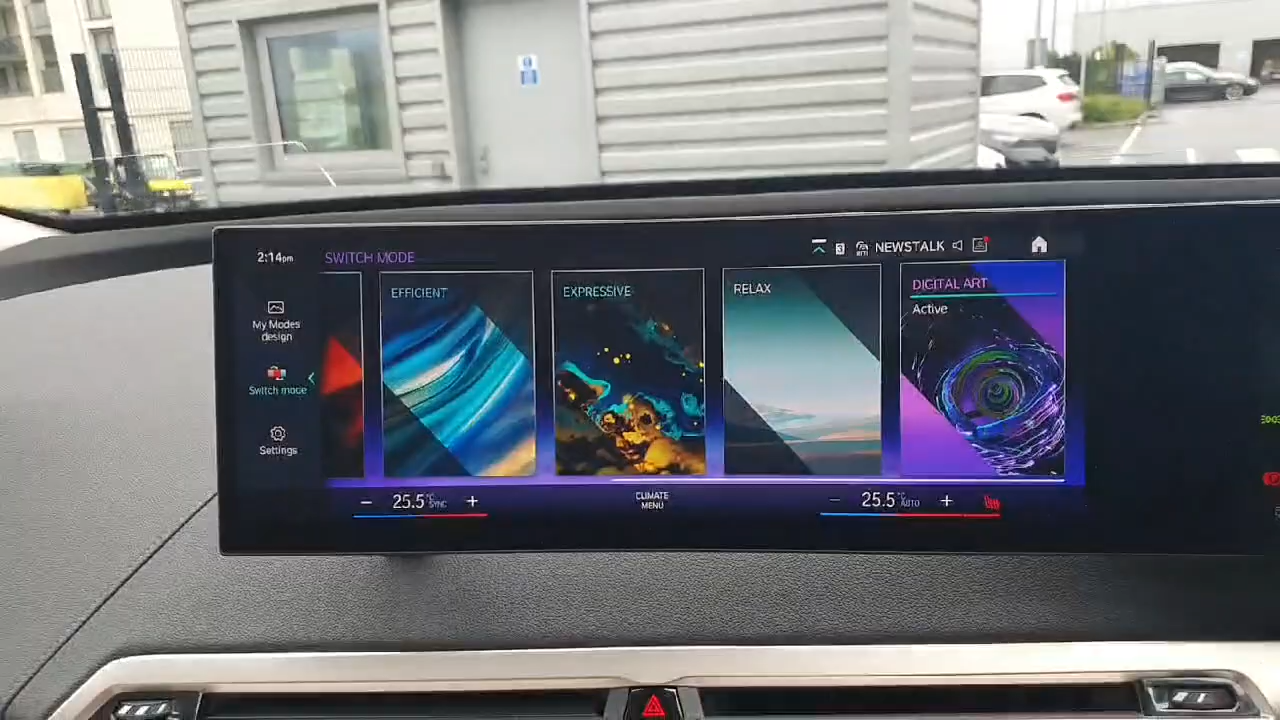 2:14pm
SWITCH MODE
3
NEWSTALK
My Modes
design
Switch mode
Settings
EFFICIENT
EXPRESSIVE
RELAX
DIGITAL ART
Active
− 25.5°C SYNC +
CLIMATE
MENU
− 25.5°C AUTO +